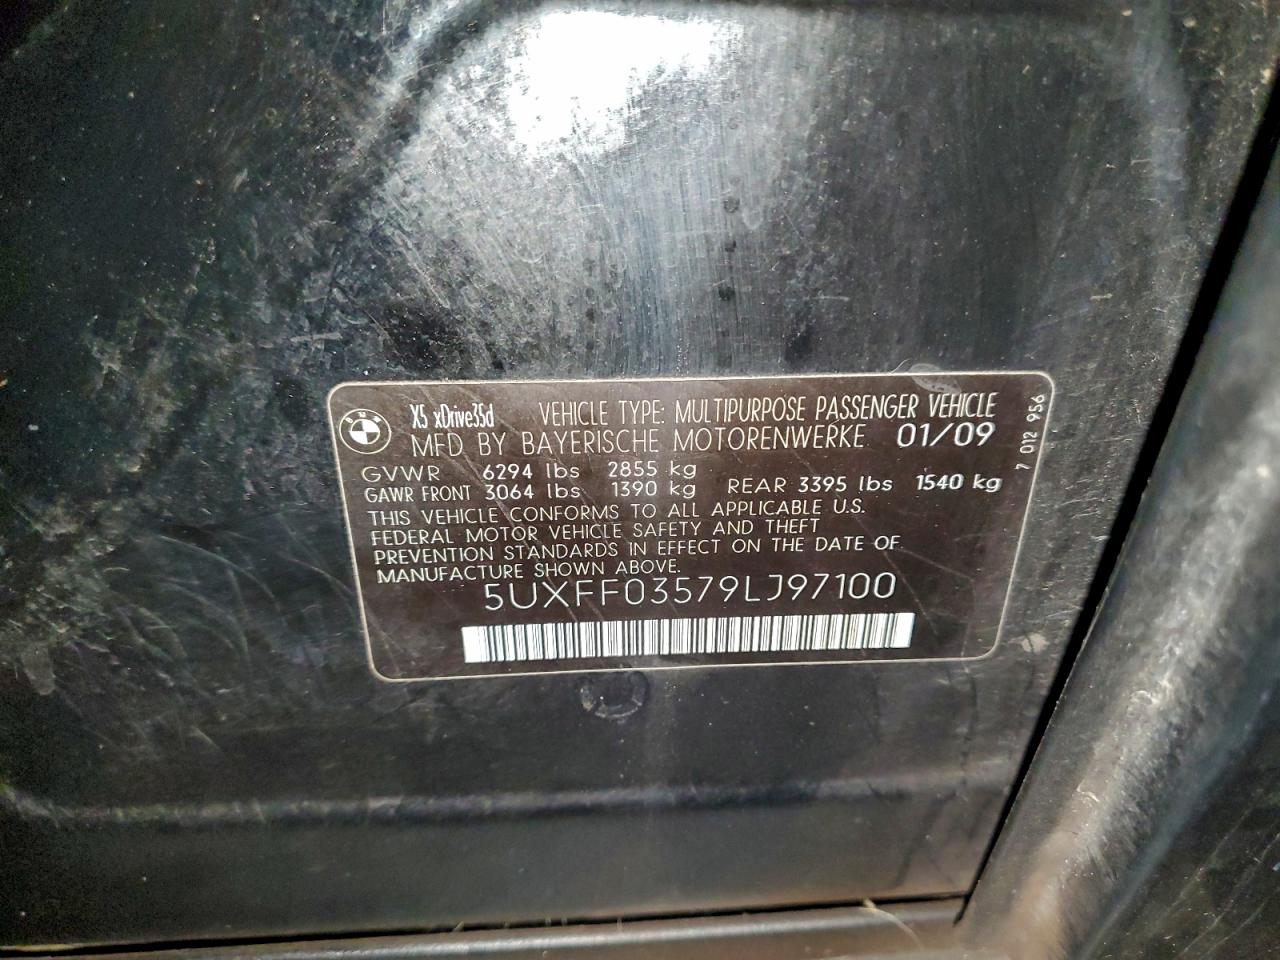 X5 xDrive35d VEHICLE TYPE: MULTIPURPOSE PASSENGER VEHICLE
MFD BY BAYERISCHE MOTORENWERKE 01/09
GVWR 6294 lbs 2855 kg
GAWR FRONT 3064 lbs 1390 kg REAR 3395 lbs 1540 kg
THIS VEHICLE CONFORMS TO ALL APPLICABLE U.S.
FEDERAL MOTOR VEHICLE SAFETY AND THEFT
PREVENTION STANDARDS IN EFFECT ON THE DATE OF
MANUFACTURE SHOWN ABOVE.
5UXFF03579LJ97100
7 012 956